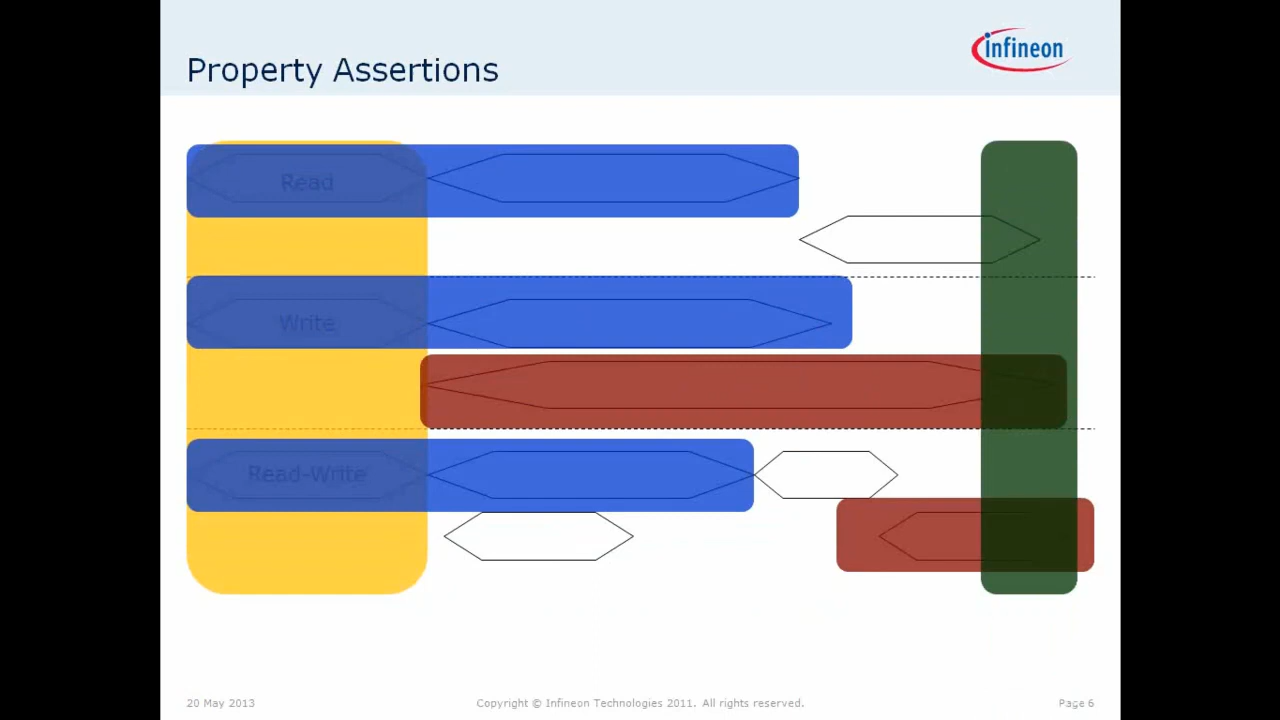 Property Assertions
infineon
Read
Write
Read-Write
20 May 2013
Copyright © Infineon Technologies 2011. All rights reserved.
Page 6